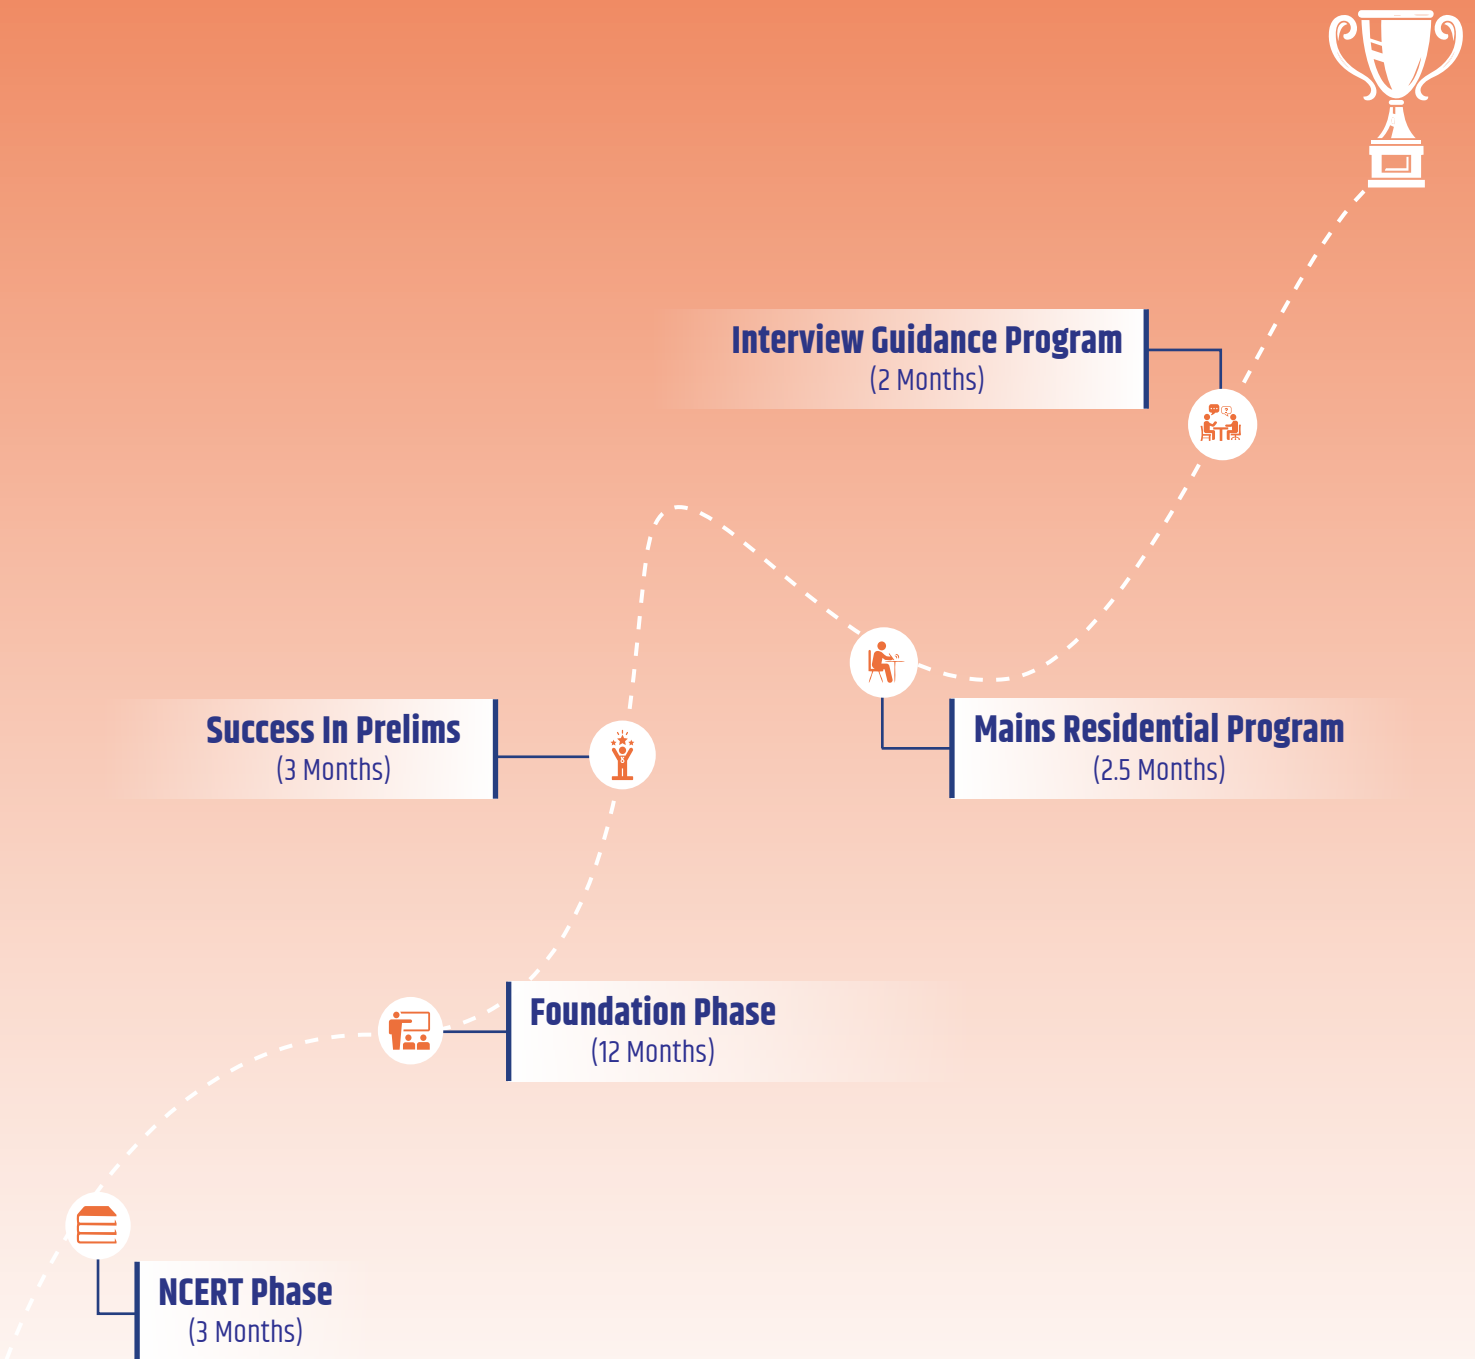 Interview Guidance Program
(2 Months)
Success In Prelims
(3 Months)
Mains Residential Program
(2.5 Months)
Foundation Phase
(12 Months)
NCERT Phase
(3 Months)